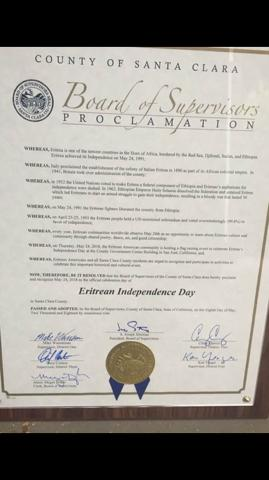 COUNTY OF SANTA CLARA
Board of Supervisors
PROCLAMATION
WHEREAS, Eritrea is one of the newest countries in the Horn of Africa, bordered by the Red Sea, Djibouti, Sudan, and Ethiopia
Eritrea achieved its Independence on May 24, 1991;
WHEREAS, Italy proclaimed the establishment of the colony of Italian Eritrea in 1890 as part of its African colonial empire. In
1941, Britain took over administration of the county;
WHEREAS, in 1952 the United Nations voted to make Eritrea a federal component of Ethiopia and Eritrea's aspirations for
independence were dashed. In 1962, Ethiopian Emperor Haile Selassie dissolved the federation and annexed Eritrea
which led Eritreans to start an armed struggle to gain their independence, resulting in a bloody war that lasted 30
years;
WHEREAS, on May 24, 1991 the Eritrean fighters liberated the country from Ethiopia
WHEREAS, on April 23-25, 1993 the Eritrean people held a UN-monitored referendum and voted overwhelmingly (99.8%) in
favor of independence;
WHEREAS, every year, Eritrean communities worldwide observe May 24th as an opportunity to learn about Eritrean culture and
community through shared poetry, dance, art, and guest commentary;
WHEREAS, on Thursday, May 24, 2018, the Eritrean community is hosting a flag raising event to celebrate Eritrea's
Independence Day at the County Government Center Building in San José, California; and
WHEREAS, Eritrean Americans and all Santa Clara County residents are urged to recognize and participate in activities to
celebrate this important historical and cultural event.
NOW, THEREFORE, BE IT RESOLVED that the Board of Supervisors of the County of Santa Clara does hereby proclaim
and recognize May 24, 2018 as the official celebration day of
Eritrean Independence Day
in Santa Clara County.
PASSED AND ADOPTED, by the Board of Supervisors, County of Santa Clara, State of California, on the Eighth Day of May,
Two Thousand and Eighteen by unanimous vote.
S. Joseph Simitian
President, Board of Supervisors
Mike Wasserman
Supervisor, District One
Cindy Chavez
Supervisor, District Two
Dave Cortese
Supervisor, District Three
Ken Yeager
Supervisor, District Four
Attest: Megan Doyle
Clerk, Board of Supervisors